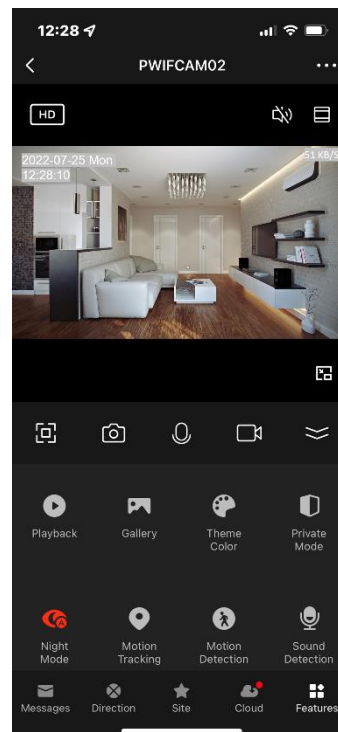 12:28
PWIFCAM02
HD
2022-07-25 Mon
51 KB/S
12:28:10
Playback
Gallery
Theme
Color
Private
Mode
Night
Mode
Motion
Tracking
Motion
Detection
Sound
Detection
Messages
Direction
Site
Cloud
Features